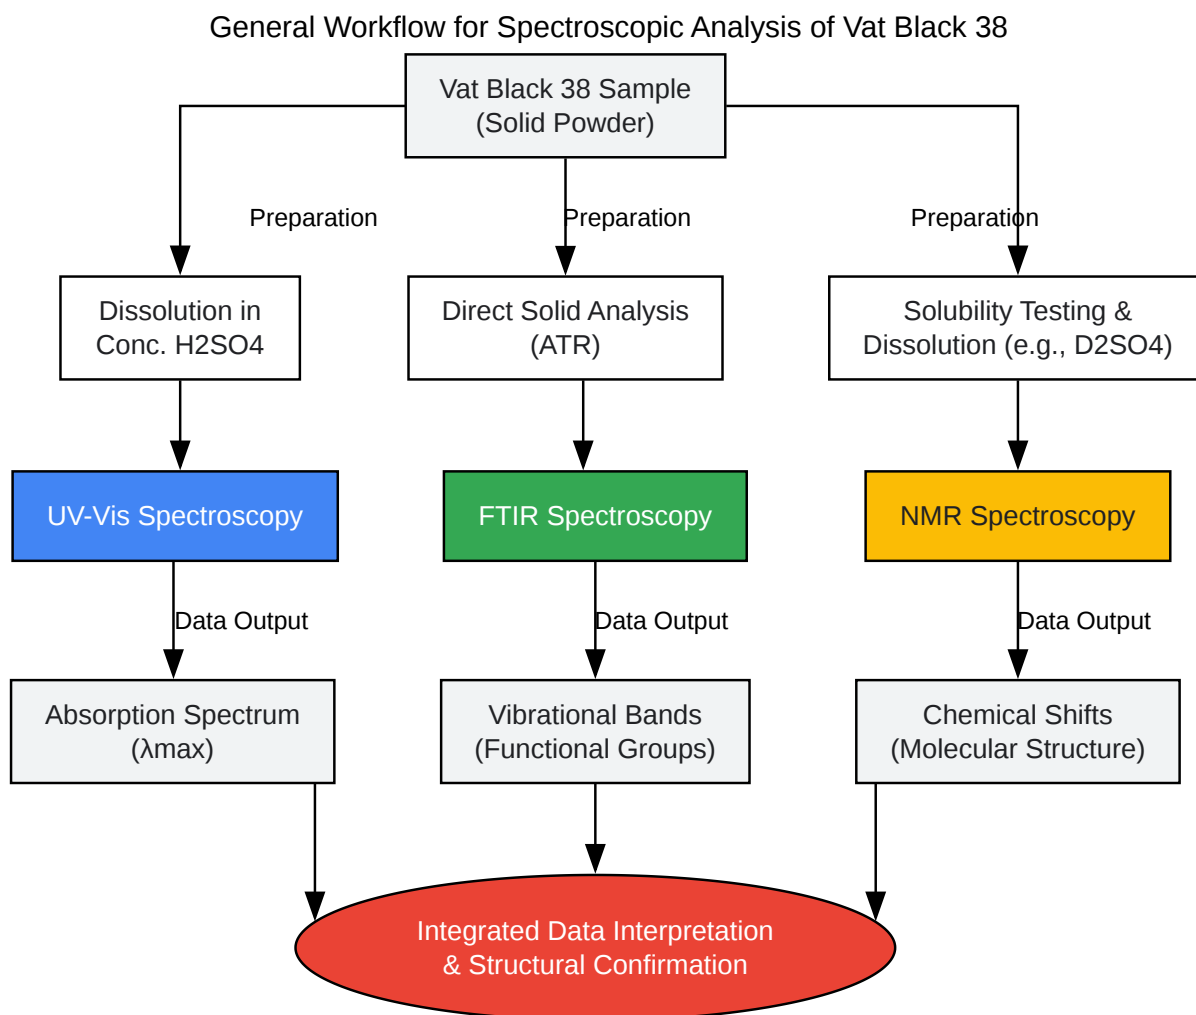 General Workflow for Spectroscopic Analysis of Vat Black 38
Vat Black 38 Sample
(Solid Powder)
Preparation
Preparation
Preparation
Dissolution in
Conc. H2SO4
Direct Solid Analysis
(ATR)
Solubility Testing &
Dissolution (e.g., D2SO4)
UV-Vis Spectroscopy
FTIR Spectroscopy
NMR Spectroscopy
Data Output
Data Output
Data Output
Absorption Spectrum
(λmax)
Vibrational Bands
(Functional Groups)
Chemical Shifts
(Molecular Structure)
Integrated Data Interpretation
& Structural Confirmation